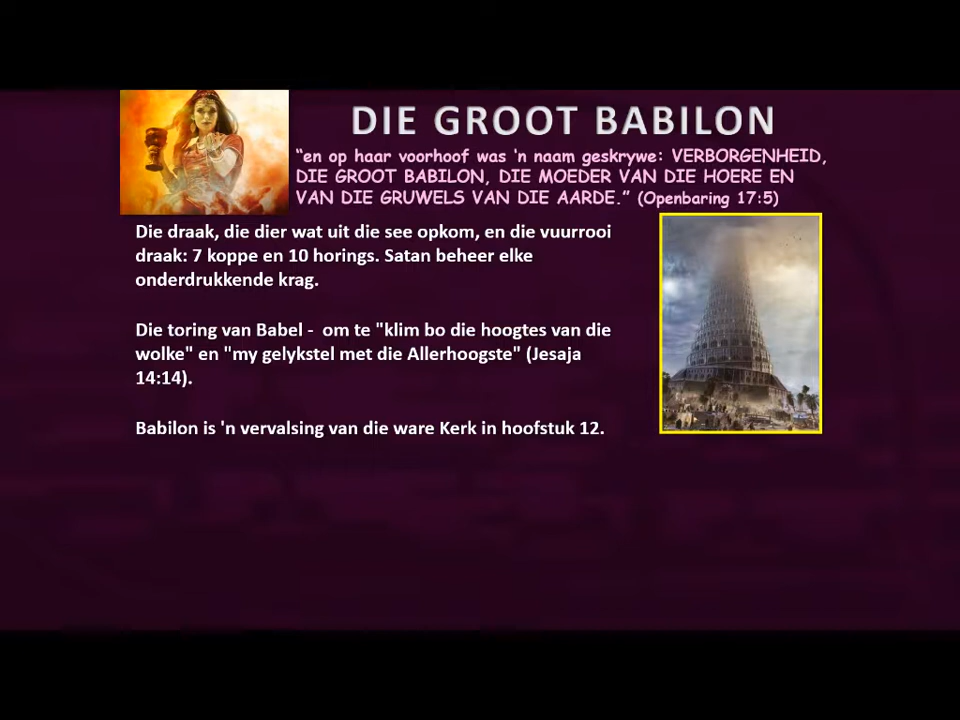 DIE GROOT BABILON
“en op haar voorhoof was ‘n naam geskrywe: VERBORGENHEID,
DIE GROOT BABILON, DIE MOEDER VAN DIE HOERE EN
VAN DIE GRUWELS VAN DIE AARDE.” (Openbaring 17:5)
Die draak, die dier wat uit die see opkom, en die vuurrooi
draak: 7 koppe en 10 horings. Satan beheer elke
onderdrukkende krag.
Die toring van Babel - om te "klim bo die hoogtes van die
wolke" en "my gelykstel met die Allerhoogste" (Jesaja
14:14).
Babilon is 'n vervalsing van die ware Kerk in hoofstuk 12.